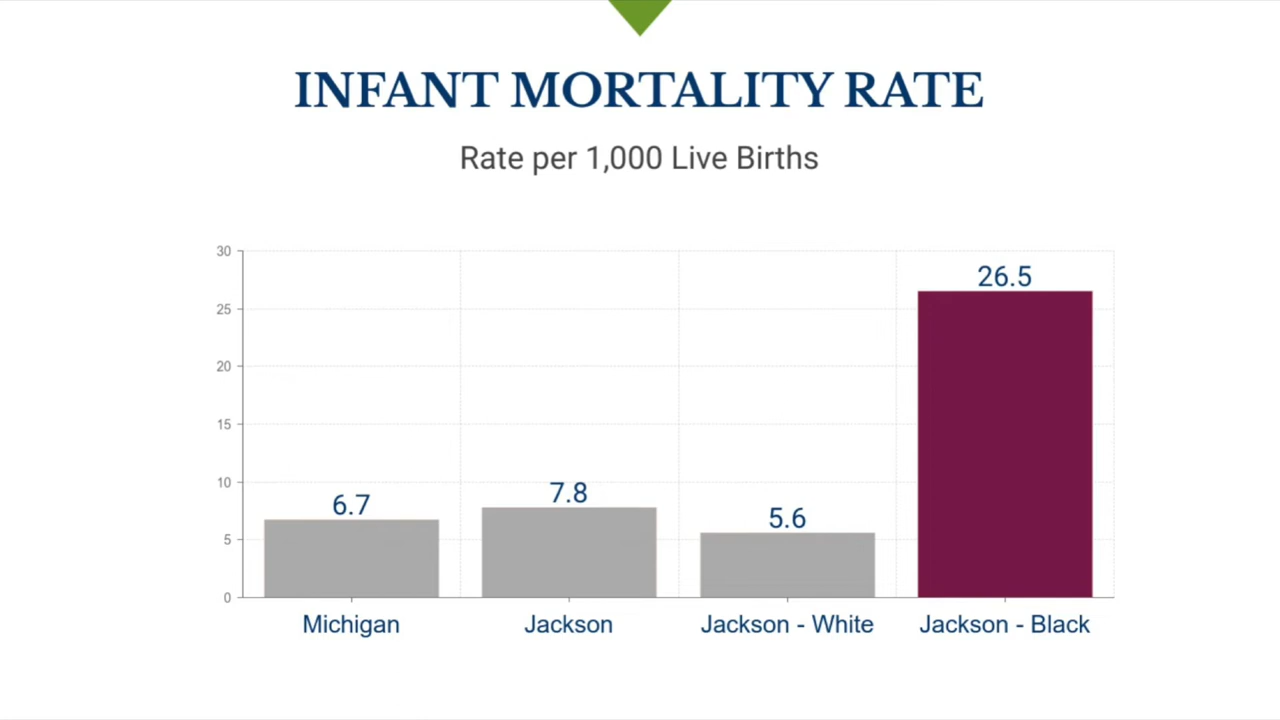 INFANT MORTALITY RATE
Rate per 1,000 Live Births
30
25
20
15
10
5
0
6.7
7.8
5.6
26.5
Michigan
Jackson
Jackson - White
Jackson - Black